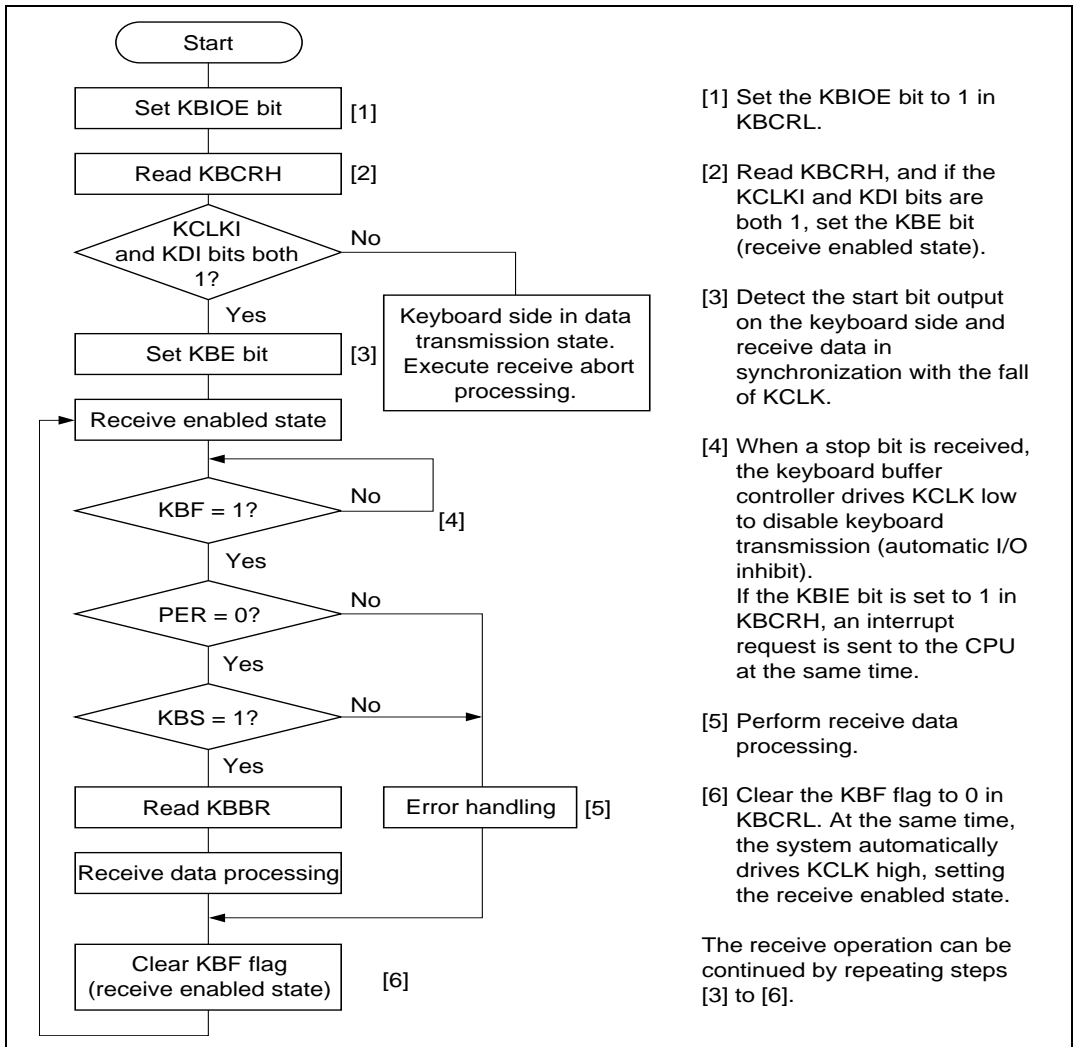 Start
Set KBIOE bit
[1]
Read KBCRH
[2]
KCLKI
and KDI bits both
1?
No
Yes
Keyboard side in data
transmission state.
Execute receive abort
processing.
Set KBE bit
[3]
Receive enabled state
KBF = 1?
No
[4]
Yes
PER = 0?
No
Yes
KBS = 1?
No
Yes
Read KBBR
Error handling
[5]
Receive data processing
Clear KBF flag
(receive enabled state)
[6]
[1] Set the KBIOE bit to 1 in
KBCRL.
[2] Read KBCRH, and if the
KCLKI and KDI bits are
both 1, set the KBE bit
(receive enabled state).
[3] Detect the start bit output
on the keyboard side and
receive data in
synchronization with the fall
of KCLK.
[4] When a stop bit is received,
the keyboard buffer
controller drives KCLK low
to disable keyboard
transmission (automatic I/O
inhibit).
If the KBIE bit is set to 1 in
KBCRH, an interrupt
request is sent to the CPU
at the same time.
[5] Perform receive data
processing.
[6] Clear the KBF flag to 0 in
KBCRL. At the same time,
the system automatically
drives KCLK high, setting
the receive enabled state.
The receive operation can be
continued by repeating steps
[3] to [6].